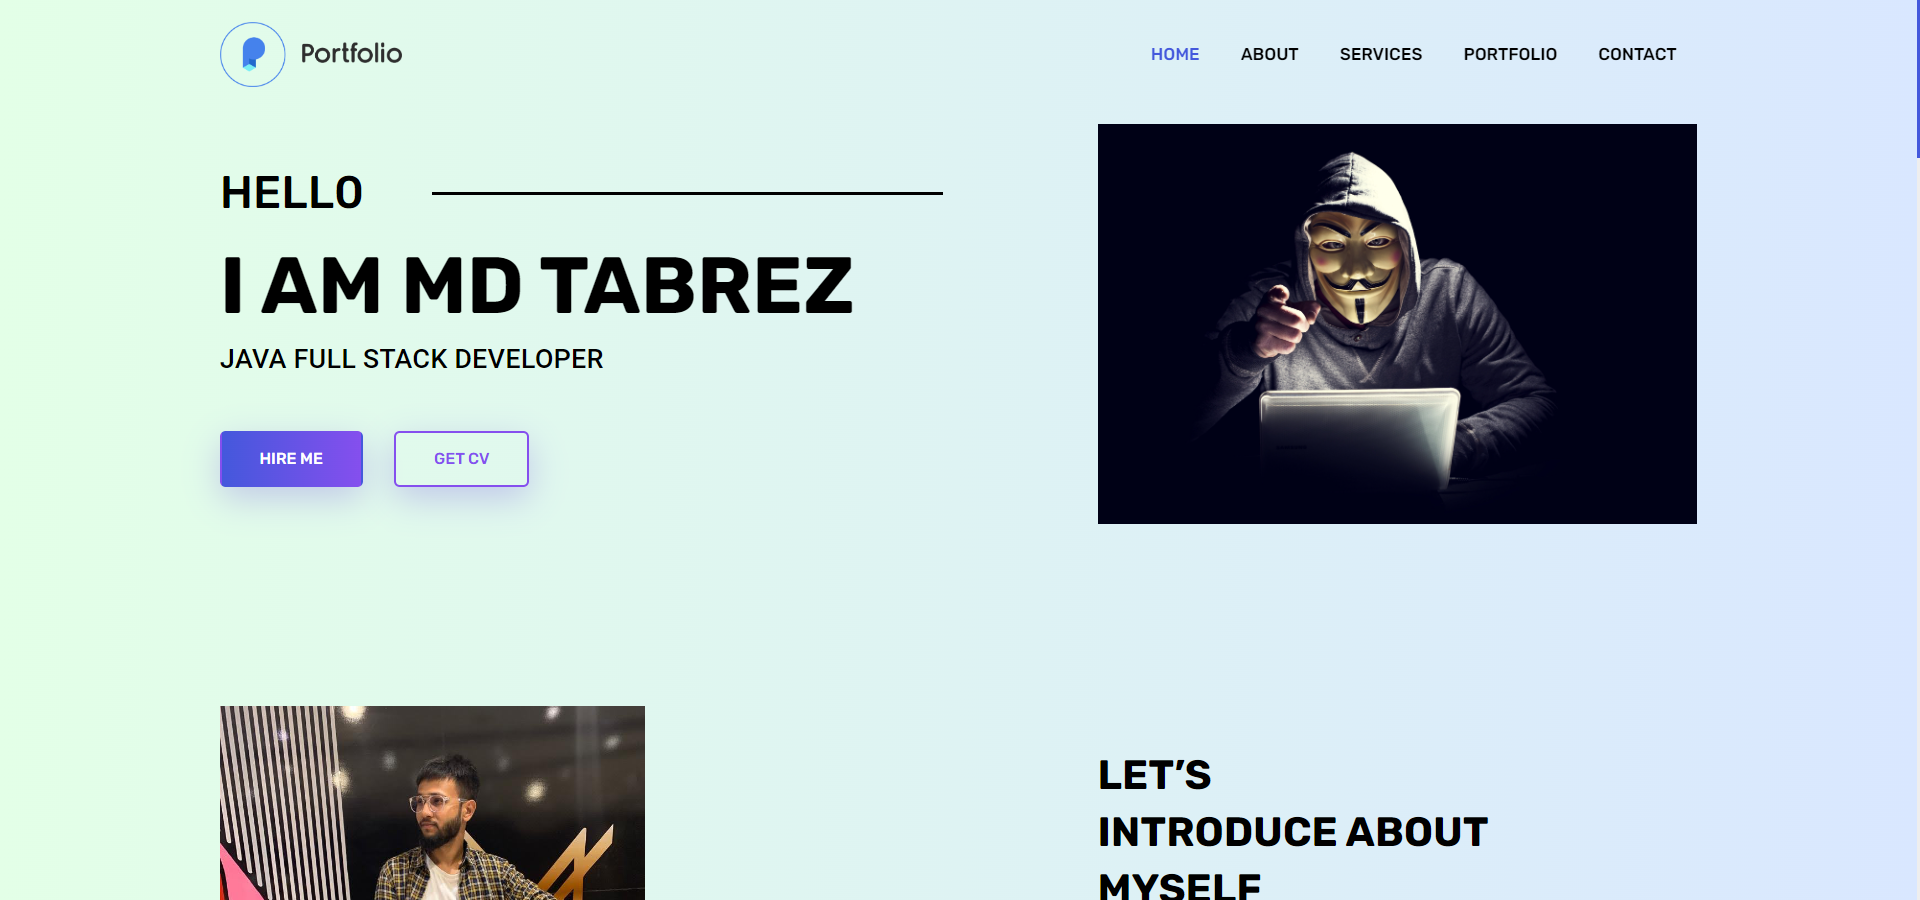 Portfolio
HOME ABOUT SERVICES PORTFOLIO CONTACT
HELLO
I AM MD TABREZ
JAVA FULL STACK DEVELOPER
HIRE ME GET CV
LET’S
INTRODUCE ABOUT
MYSELF